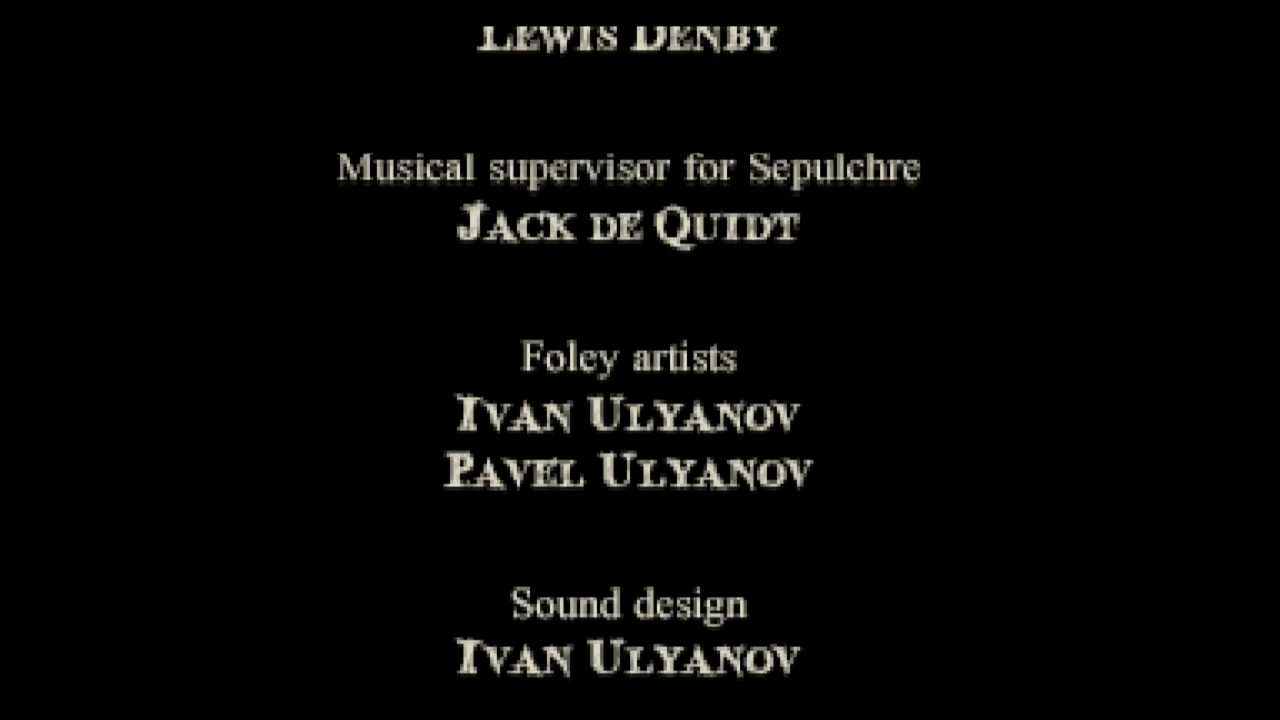 LEWIS DENBY
Musical supervisor for Sepulchre
JACK DE QUIDT
Foley artists
IVAN ULYANOV
PAVEL ULYANOV
Sound design
IVAN ULYANOV